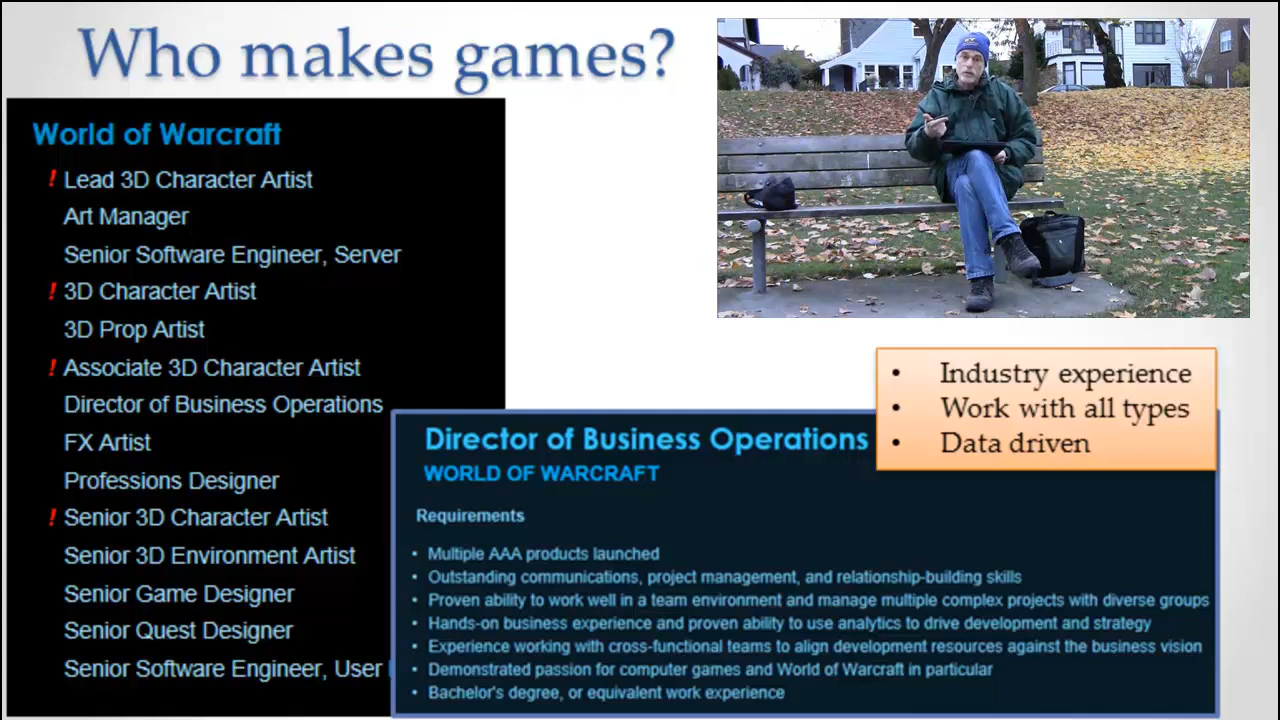 Who makes games?
World of Warcraft
! Lead 3D Character Artist
Art Manager
Senior Software Engineer, Server
! 3D Character Artist
3D Prop Artist
! Associate 3D Character Artist
Director of Business Operations
FX Artist
Professions Designer
! Senior 3D Character Artist
Senior 3D Environment Artist
Senior Game Designer
Senior Quest Designer
Senior Software Engineer, User
• Industry experience
• Work with all types
• Data driven
Director of Business Operations
WORLD OF WARCRAFT
Requirements
• Multiple AAA products launched
• Outstanding communications, project management, and relationship-building skills
• Proven ability to work well in a team environment and manage multiple complex projects with diverse groups
• Hands-on business experience and proven ability to use analytics to drive development and strategy
• Experience working with cross-functional teams to align development resources against the business vision
• Demonstrated passion for computer games and World of Warcraft in particular
• Bachelor's degree, or equivalent work experience